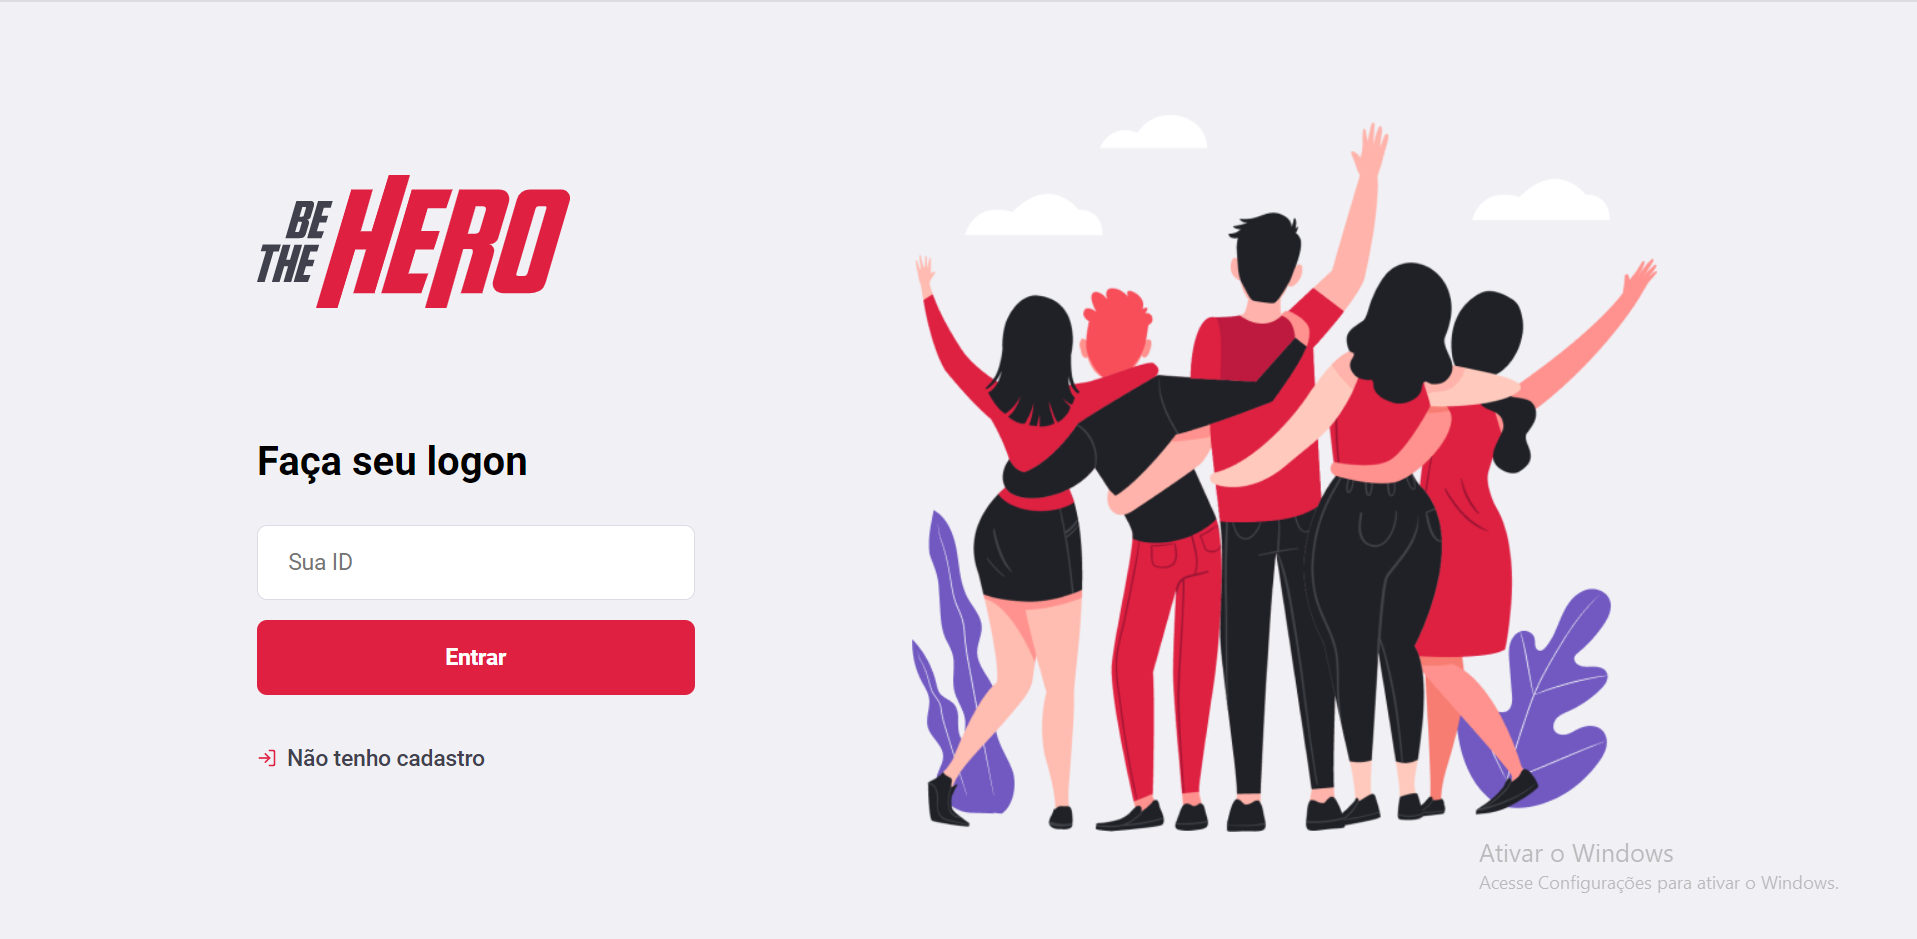 BE
THE
HERO
Faça seu logon
Sua ID
Entrar
Não tenho cadastro
Ativar o Windows
Acesse Configurações para ativar o Windows.